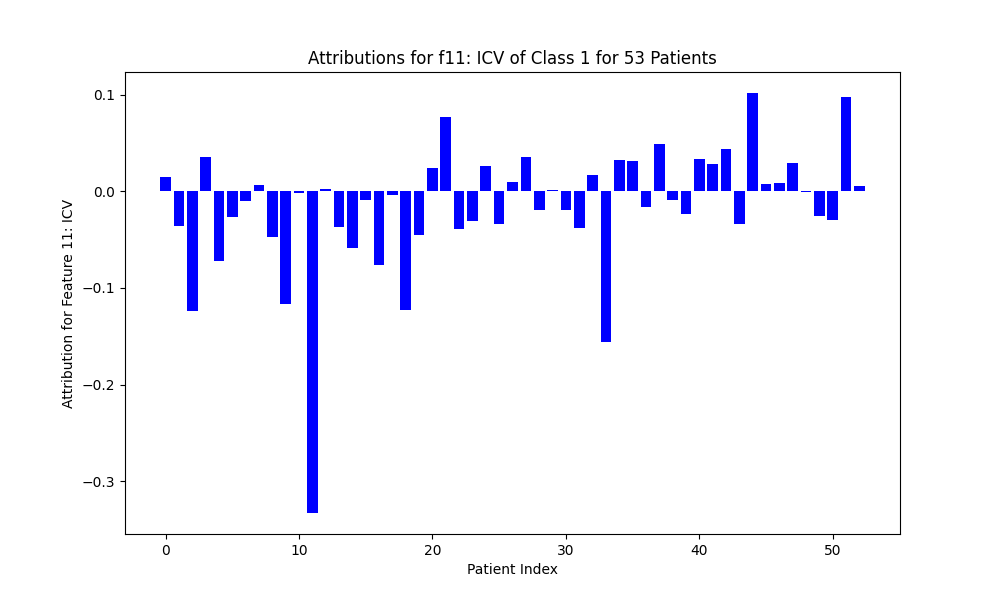 Attributions for f11: ICV of Class 1 for 53 Patients
Attribution for Feature 11: ICV
0.1
0.0
−0.1
−0.2
−0.3
0 10 20 30 40 50
Patient Index